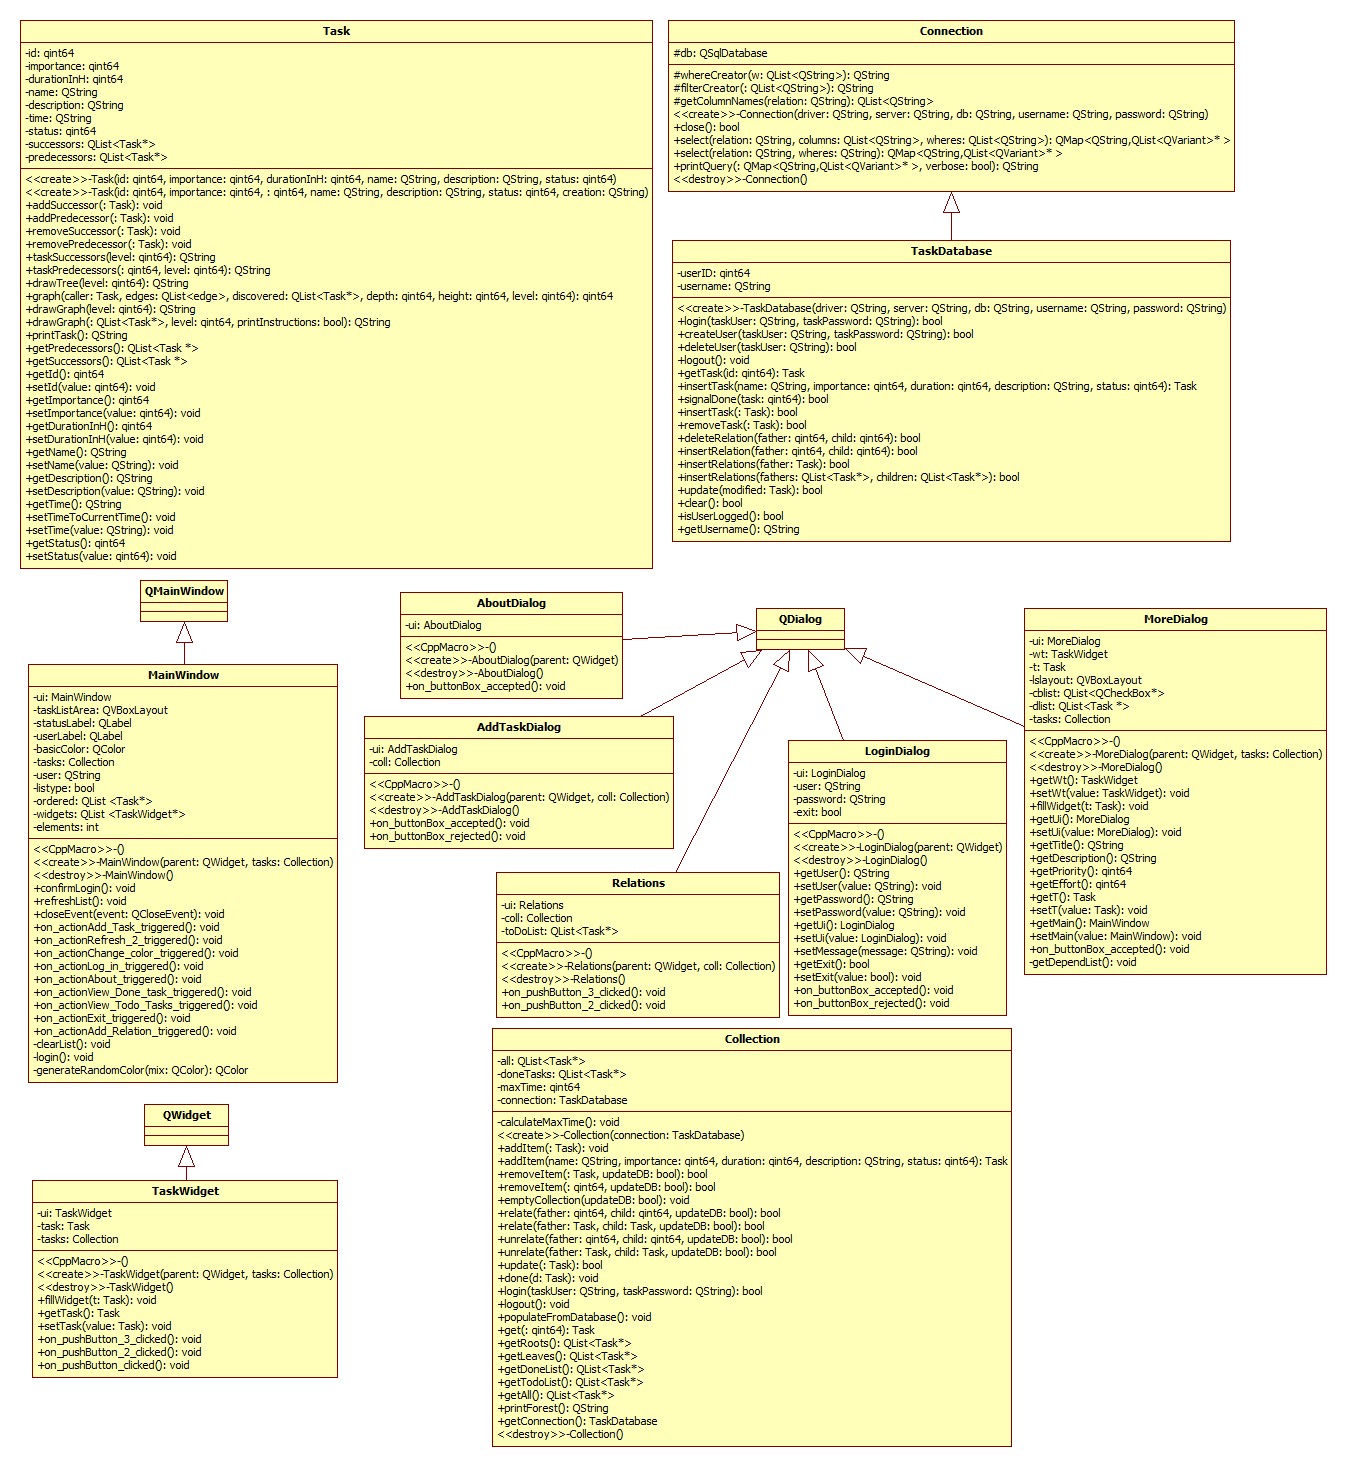 Task
-id: qint64
-importance: qint64
-durationInH: qint64
-name: QString
-description: QString
-time: QString
-status: qint64
-successors: QList<Task*>
-predecessors: QList<Task*>
<<create>>-Task(id: qint64, importance: qint64, durationInH: qint64, name: QString, description: QString, status: qint64)
<<create>>-Task(id: qint64, importance: qint64, : qint64, name: QString, description: QString, status: qint64, creation: QString)
+addSuccessor(: Task): void
+addPredecessor(: Task): void
+removeSuccessor(: Task): void
+removePredecessor(: Task): void
+taskSuccessors(level: qint64): QString
+taskPredecessors(: qint64, level: qint64): QString
+drawTree(level: qint64): QString
+graph(caller: Task, edges: QList<edge>, discovered: QList<Task*>, depth: qint64, height: qint64, level: qint64): qint64
+drawGraph(level: qint64): QString
+drawGraph(: QList<Task*>, level: qint64, printInstructions: bool): QString
+printTask(): QString
+getPredecessors(): QList<Task *>
+getSuccessors(): QList<Task *>
+getId(): qint64
+setId(value: qint64): void
+getImportance(): qint64
+setImportance(value: qint64): void
+getDurationInH(): qint64
+setDurationInH(value: qint64): void
+getName(): QString
+setName(value: QString): void
+getDescription(): QString
+setDescription(value: QString): void
+getTime(): QString
+setTimeToCurrentTime(): void
+setTime(value: QString): void
+getStatus(): qint64
+setStatus(value: qint64): void
Connection
#db: QSqlDatabase
#whereCreator(w: QList<QString>): QString
#filterCreator(: QList<QString>): QString
#getColumnNames(relation: QString): QList<QString>
<<create>>-Connection(driver: QString, server: QString, db: QString, username: QString, password: QString)
+close(): bool
+select(relation: QString, columns: QList<QString>, wheres: QList<QString>): QMap<QString,QList<QVariant>* >
+select(relation: QString, wheres: QString): QMap<QString,QList<QVariant>* >
+printQuery(: QMap<QString,QList<QVariant>* >, verbose: bool): QString
<<destroy>>-Connection()
TaskDatabase
-userID: qint64
-username: QString
<<create>>-TaskDatabase(driver: QString, server: QString, db: QString, username: QString, password: QString)
+login(taskUser: QString, taskPassword: QString): bool
+createUser(taskUser: QString, taskPassword: QString): bool
+deleteUser(taskUser: QString): bool
+logout(): void
+getTask(id: qint64): Task
+insertTask(name: QString, importance: qint64, duration: qint64, description: QString, status: qint64): Task
+signalDone(task: qint64): bool
+insertTask(: Task): bool
+removeTask(: Task): bool
+deleteRelation(father: qint64, child: qint64): bool
+insertRelation(father: qint64, child: qint64): bool
+insertRelations(father: Task): bool
+insertRelations(fathers: QList<Task*>, children: QList<Task*>): bool
+update(modified: Task): bool
+clear(): bool
+isUserLogged(): bool
+getUsername(): QString
QMainWindow
MainWindow
-ui: MainWindow
-taskListArea: QVBoxLayout
-statusLabel: QLabel
-userLabel: QLabel
-basicColor: QColor
-tasks: Collection
-user: QString
-listype: bool
-ordered: QList <Task*>
-widgets: QList <TaskWidget*>
-elements: int
<<CppMacro>>-()
<<create>>-MainWindow(parent: QWidget, tasks: Collection)
<<destroy>>-MainWindow()
+confirmLogin(): void
+refreshList(): void
+closeEvent(event: QCloseEvent): void
+on_actionAdd_Task_triggered(): void
+on_actionRefresh_2_triggered(): void
+on_actionChange_color_triggered(): void
+on_actionLog_in_triggered(): void
+on_actionAbout_triggered(): void
+on_actionView_Done_task_triggered(): void
+on_actionView_Todo_Tasks_triggered(): void
+on_actionExit_triggered(): void
+on_actionAdd_Relation_triggered(): void
-clearList(): void
-login(): void
-generateRandomColor(mix: QColor): QColor
QWidget
TaskWidget
-ui: TaskWidget
-task: Task
-tasks: Collection
<<CppMacro>>-()
<<create>>-TaskWidget(parent: QWidget, tasks: Collection)
<<destroy>>-TaskWidget()
+fillWidget(t: Task): void
+getTask(): Task
+setTask(value: Task): void
+on_pushButton_3_clicked(): void
+on_pushButton_2_clicked(): void
+on_pushButton_clicked(): void
AboutDialog
-ui: AboutDialog
<<CppMacro>>-()
<<create>>-AboutDialog(parent: QWidget)
<<destroy>>-AboutDialog()
+on_buttonBox_accepted(): void
QDialog
AddTaskDialog
-ui: AddTaskDialog
-coll: Collection
<<CppMacro>>-()
<<create>>-AddTaskDialog(parent: QWidget, coll: Collection)
<<destroy>>-AddTaskDialog()
+on_buttonBox_accepted(): void
+on_buttonBox_rejected(): void
Relations
-ui: Relations
-coll: Collection
-toDoList: QList<Task*>
<<CppMacro>>-()
<<create>>-Relations(parent: QWidget, coll: Collection)
<<destroy>>-Relations()
+on_pushButton_3_clicked(): void
+on_pushButton_2_clicked(): void
LoginDialog
-ui: LoginDialog
-user: QString
-password: QString
-exit: bool
<<CppMacro>>-()
<<create>>-LoginDialog(parent: QWidget)
<<destroy>>-LoginDialog()
+getUser(): QString
+setUser(value: QString): void
+getPassword(): QString
+setPassword(value: QString): void
+getUi(): LoginDialog
+setUi(value: LoginDialog): void
+setMessage(message: QString): void
+getExit(): bool
+setExit(value: bool): void
+on_buttonBox_accepted(): void
+on_buttonBox_rejected(): void
MoreDialog
-ui: MoreDialog
-wt: TaskWidget
-t: Task
-lslayout: QVBoxLayout
-cblist: QList<QCheckBox*>
-dlist: QList<Task *>
-tasks: Collection
<<CppMacro>>-()
<<create>>-MoreDialog(parent: QWidget, tasks: Collection)
<<destroy>>-MoreDialog()
+getWt(): TaskWidget
+setWt(value: TaskWidget): void
+fillWidget(t: Task): void
+getUi(): MoreDialog
+setUi(value: MoreDialog): void
+getTitle(): QString
+getDescription(): QString
+getPriority(): qint64
+getEffort(): qint64
+getT(): Task
+setT(value: Task): void
+getMain(): MainWindow
+setMain(value: MainWindow): void
+on_buttonBox_accepted(): void
-getDependList(): void
Collection
-all: QList<Task*>
-doneTasks: QList<Task*>
-maxTime: qint64
-connection: TaskDatabase
-calculateMaxTime(): void
<<create>>-Collection(connection: TaskDatabase)
+addItem(: Task): void
+addItem(name: QString, importance: qint64, duration: qint64, description: QString, status: qint64): Task
+removeItem(: Task, updateDB: bool): bool
+removeItem(: qint64, updateDB: bool): bool
+emptyCollection(updateDB: bool): void
+relate(father: qint64, child: qint64, updateDB: bool): bool
+relate(father: Task, child: Task, updateDB: bool): bool
+unrelate(father: qint64, child: qint64, updateDB: bool): bool
+unrelate(father: Task, child: Task, updateDB: bool): bool
+update(: Task): bool
+done(d: Task): void
+login(taskUser: QString, taskPassword: QString): bool
+logout(): void
+populateFromDatabase(): void
+get(: qint64): Task
+getRoots(): QList<Task*>
+getLeaves(): QList<Task*>
+getDoneList(): QList<Task*>
+getTodoList(): QList<Task*>
+getAll(): QList<Task*>
+printForest(): QString
+getConnection(): TaskDatabase
<<destroy>>-Collection()